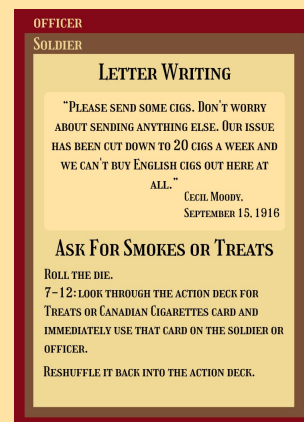 OFFICER
SOLDIER
LETTER WRITING
"PLEASE SEND SOME CIGS. DON'T WORRY
ABOUT SENDING ANYTHING ELSE. OUR ISSUE
HAS BEEN CUT DOWN TO 20 CIGS A WEEK AND
WE CAN'T BUY ENGLISH CIGS OUT HERE AT
ALL."
CECIL MOODY,
SEPTEMBER 15, 1916
ASK FOR SMOKES OR TREATS
ROLL THE DIE.
7-12: LOOK THROUGH THE ACTION DECK FOR
TREATS OR CANADIAN CIGARETTES CARD AND
IMMEDIATELY USE THAT CARD ON THE SOLDIER OR
OFFICER.
RESHUFFLE IT BACK INTO THE ACTION DECK.